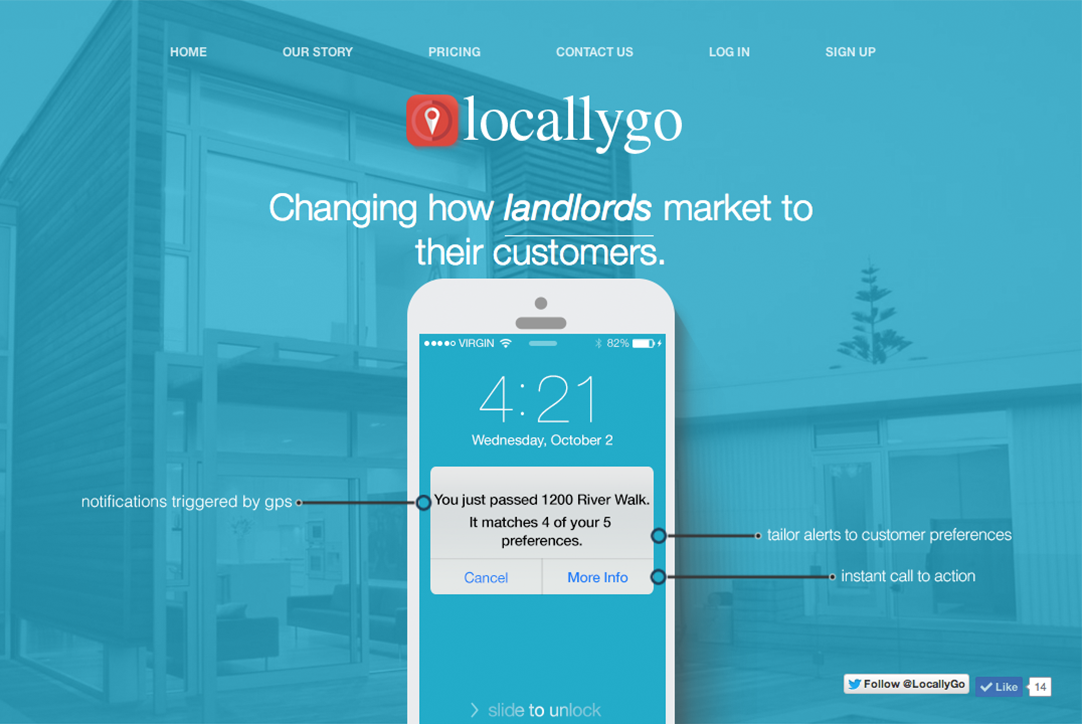 HOME OUR STORY PRICING CONTACT US LOG IN SIGN UP
locallygo
Changing how landlords market to
their customers.
VIRGIN 82%
4:21
Wednesday, October 2
notifications triggered by gps
You just passed 1200 River Walk.
It matches 4 of your 5
preferences.
tailor alerts to customer preferences
Cancel More Info
instant call to action
Follow @LocallyGo Like 14
slide to unlock